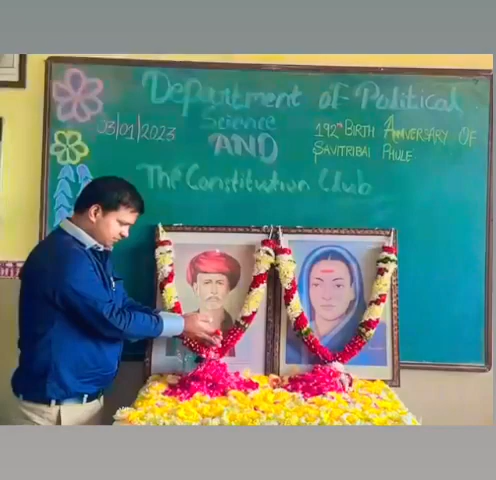 Department of Political
Science
03/01/2023
192nd Birth Anniversary of
AND
Savitribai Phule
The Constitution Club